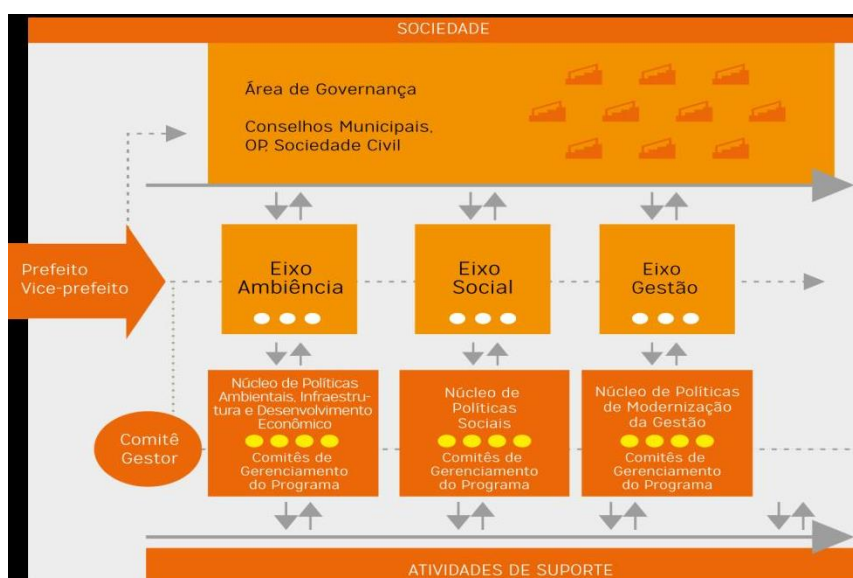 SOCIEDADE
Área de Governança
Conselhos Municipais,
OP, Sociedade Civil
Prefeito
Vice-prefeito
Eixo
Ambiência
Eixo
Social
Eixo
Gestão
Comitê
Gestor
Núcleo de Políticas
Ambientais, Infraestru-
tura e Desenvolvimento
Econômico
Comitês de
Gerenciamento
do Programa
Núcleo de
Políticas
Sociais
Comitês de
Gerenciamento
do Programa
Núcleo de Políticas
de Modernização
da Gestão
Comitês de
Gerenciamento
do Programa
ATIVIDADES DE SUPORTE